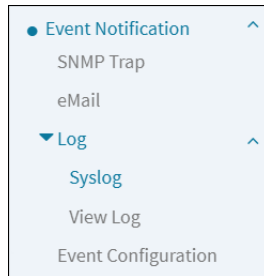 Event Notification
SNMP Trap
eMail
Log
Syslog
View Log
Event Configuration